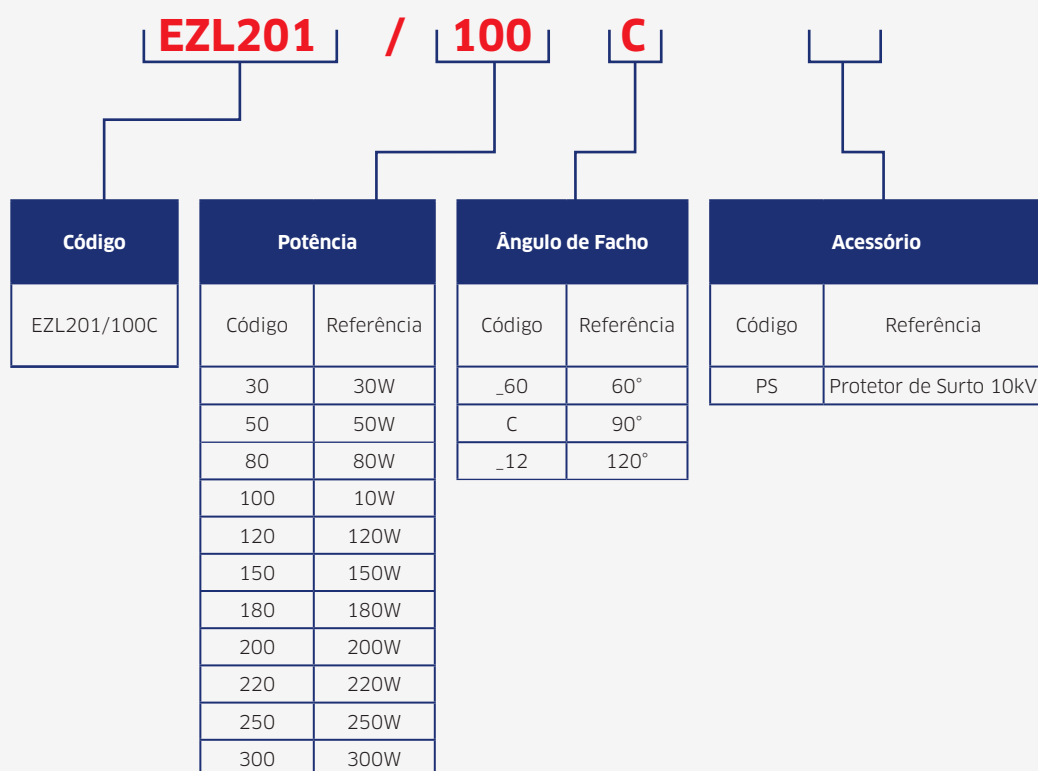 EZL201 / 100 C
Código Potência Ângulo de Facho Acessório
EZL201/100C Código Referência Código Referência Código Referência
30 30W _60 60° PS Protetor de Surto 10kV
50 50W C 90°
80 80W _12 120°
100 10W
120 120W
150 150W
180 180W
200 200W
220 220W
250 250W
300 300W